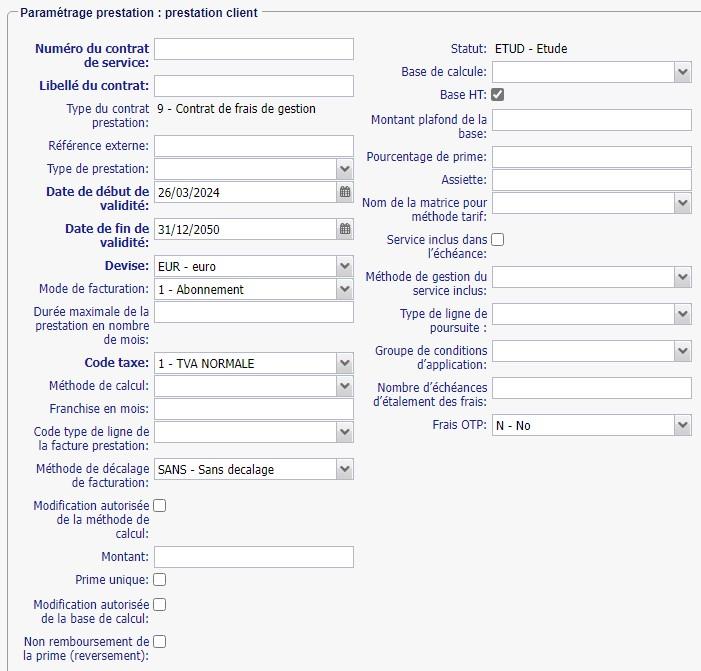 Paramétrage prestation : prestation client
Numéro du contrat
de service:
Libellé du contrat:
Type du contrat
prestation:
9 - Contrat de frais de gestion
Référence externe:
Type de prestation:
Date de début de
validité:
26/03/2024
Date de fin de
validité:
31/12/2050
Devise:
EUR - euro
Mode de facturation:
1 - Abonnement
Durée maximale de la
prestation en nombre
de mois:
Code taxe:
1 - TVA NORMALE
Méthode de calcul:
Franchise en mois:
Code type de ligne de
la facture prestation:
Méthode de décalage
de facturation:
SANS - Sans decalage
Modification autorisée
de la méthode de
calcul:
Montant:
Prime unique:
Modification autorisée
de la base de calcul:
Non remboursement de
la prime (reversement):
Statut:
ETUD - Etude
Base de calcule:
Base HT:
Montant plafond de la
base:
Pourcentage de prime:
Assiette:
Nom de la matrice pour
méthode tarif:
Service inclus dans
l'échéance:
Méthode de gestion du
service inclus:
Type de ligne de
poursuite :
Groupe de conditions
d'application:
Nombre d'échéances
d'étalement des frais:
Frais OTP:
N - No